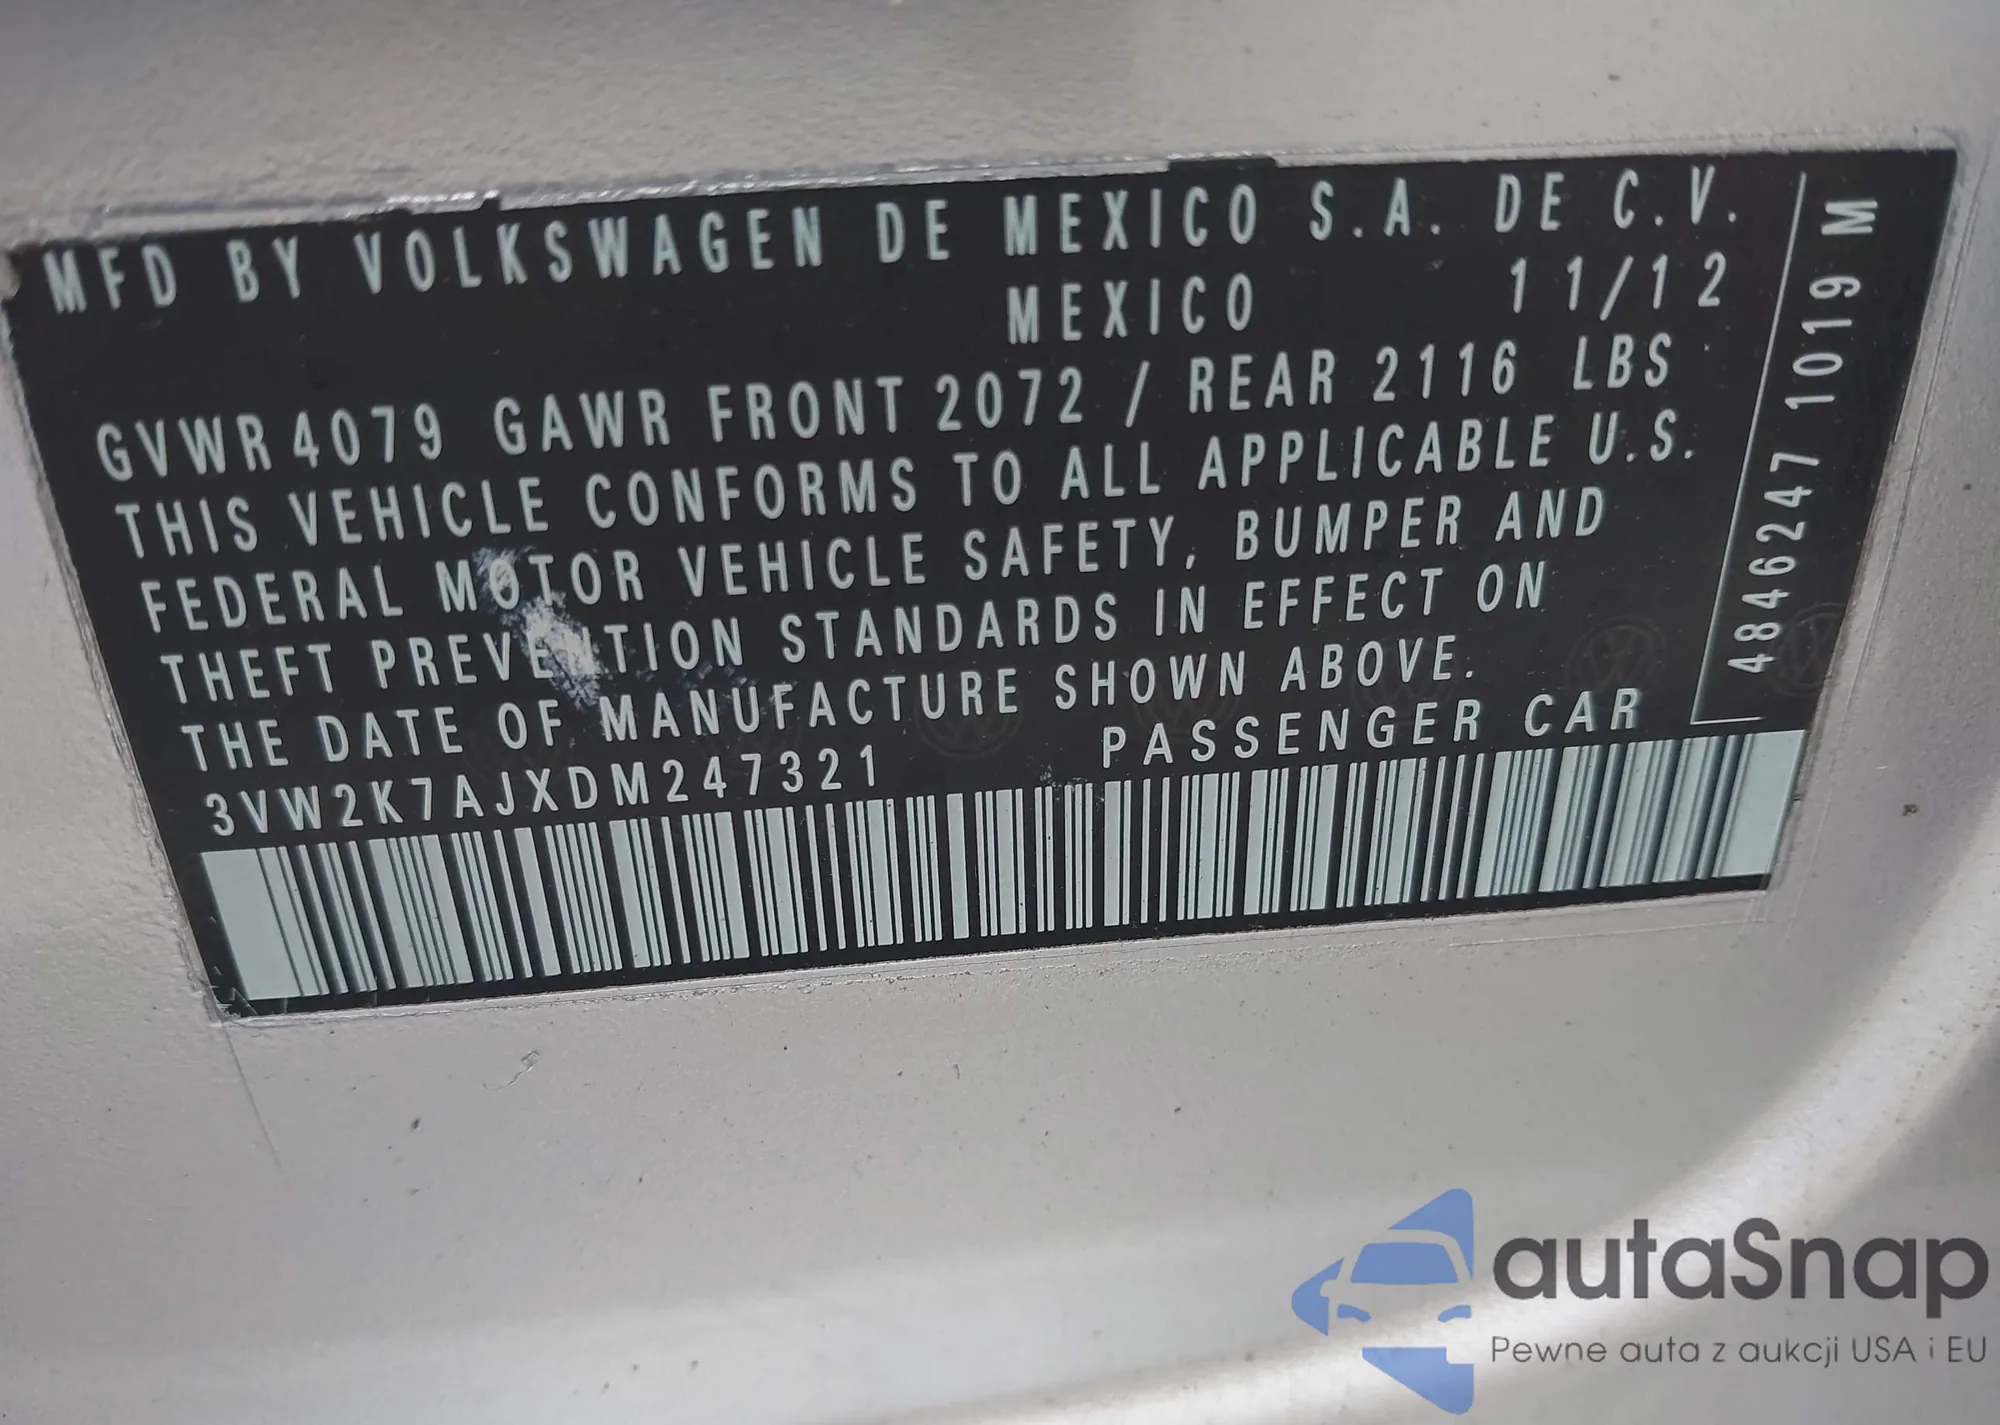 MFD BY VOLKSWAGEN DE MEXICO S.A. DE C.V.
MEXICO 11/12
GVWR 4079 GAWR FRONT 2072 / REAR 2116 LBS
THIS VEHICLE CONFORMS TO ALL APPLICABLE U.S.
FEDERAL MOTOR VEHICLE SAFETY, BUMPER AND
THEFT PREVENTION STANDARDS IN EFFECT ON
THE DATE OF MANUFACTURE SHOWN ABOVE.
3VW2K7AJXDM247321 PASSENGER CAR
4846247 1019 M
autaSnap
Pewne auta z aukcji USA i EU